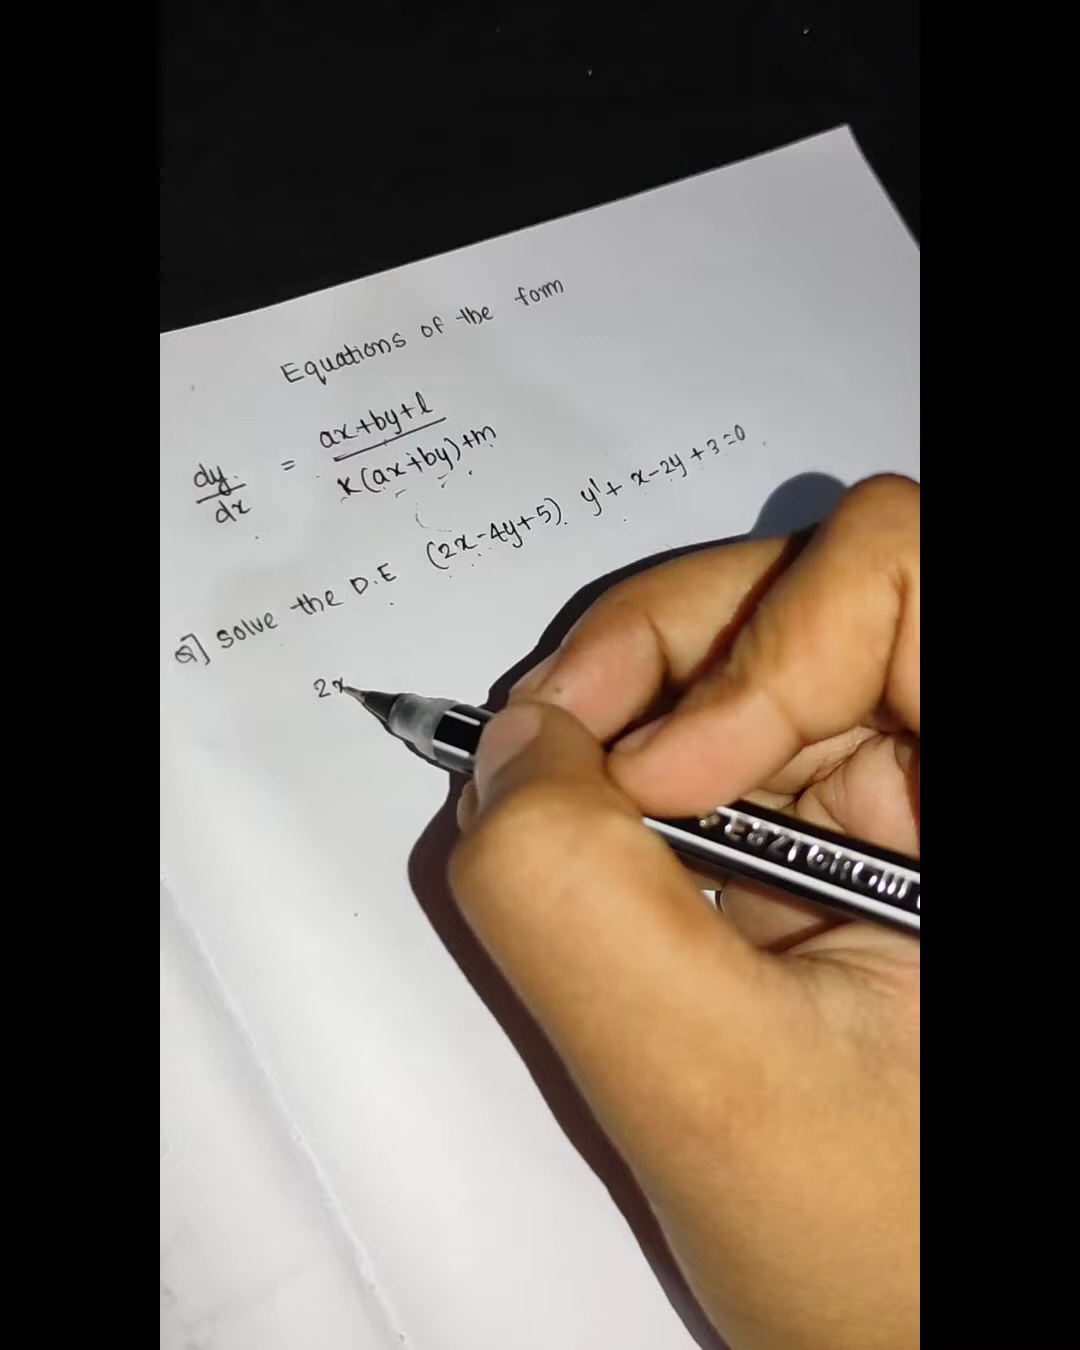 Equations of the form
dy/dx = ax+by+l / k(ax+by)+m
Q] Solve the D.E (2x-4y+5) y'+ x-2y+3=0
2x